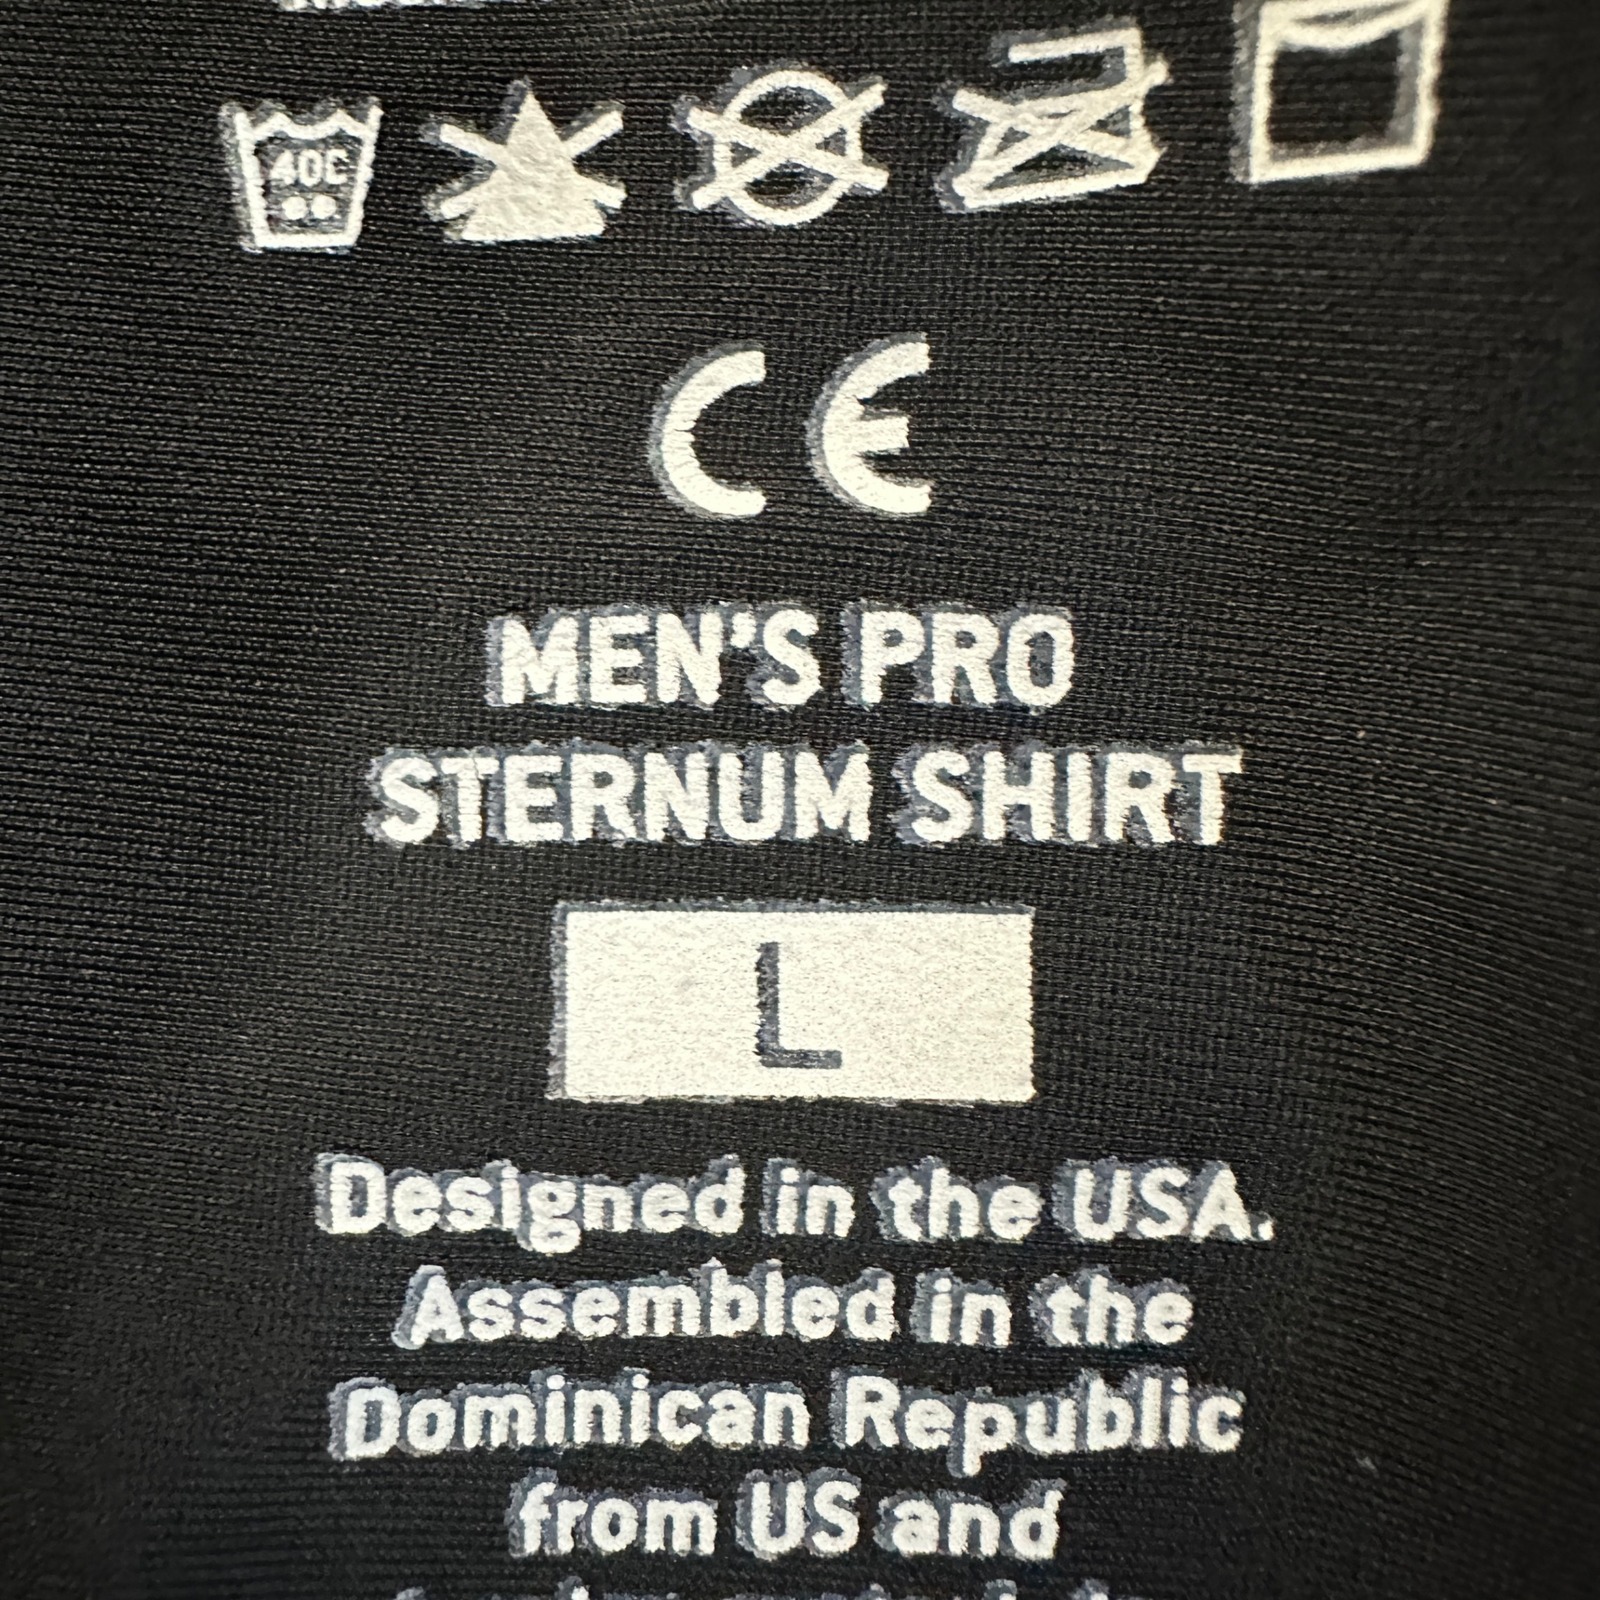 40C
CE
MEN'S PRO
STERNUM SHIRT
L
Designed in the USA.
Assembled in the
Dominican Republic
from US and